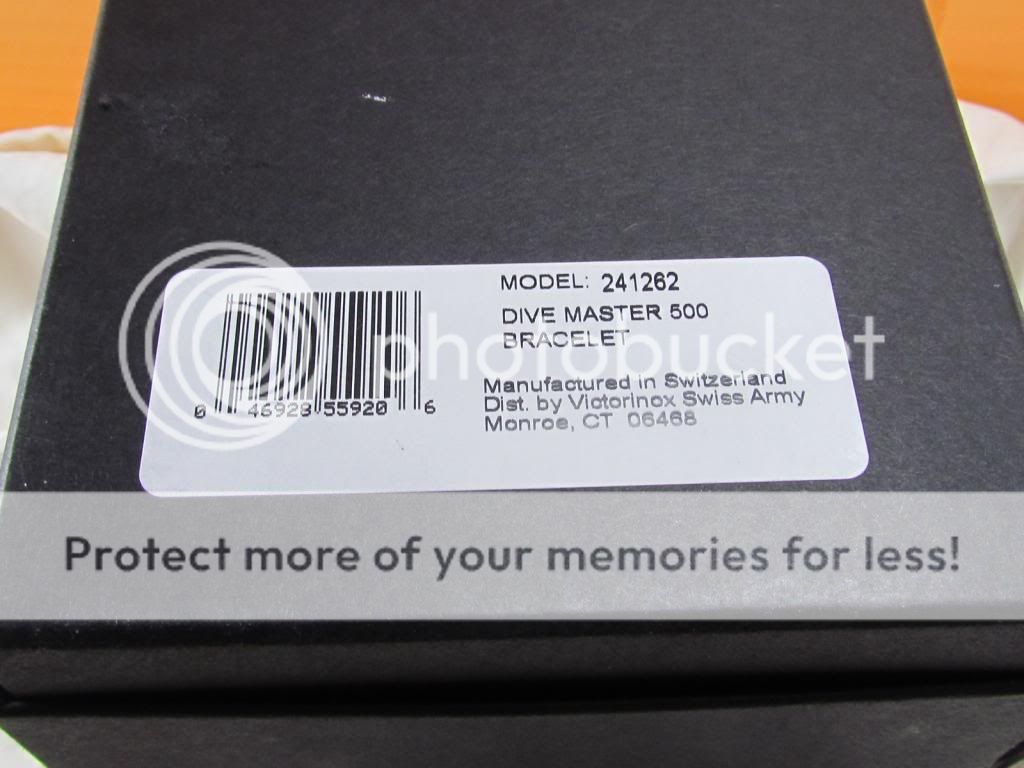 MODEL: 241262
DIVE MASTER 500
BRACELET
Manufactured in Switzerland
Dist. by Victorinox Swiss Army
Monroe, CT 06468
0 46928 55920 6
photobucket
Protect more of your memories for less!